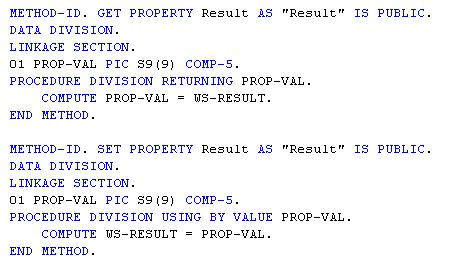 METHOD-ID. GET PROPERTY Result AS "Result" IS PUBLIC.
DATA DIVISION.
LINKAGE SECTION.
01 PROP-VAL PIC S9(9) COMP-5.
PROCEDURE DIVISION RETURNING PROP-VAL.
    COMPUTE PROP-VAL = WS-RESULT.
END METHOD.

METHOD-ID. SET PROPERTY Result AS "Result" IS PUBLIC.
DATA DIVISION.
LINKAGE SECTION.
01 PROP-VAL PIC S9(9) COMP-5.
PROCEDURE DIVISION USING BY VALUE PROP-VAL.
    COMPUTE WS-RESULT = PROP-VAL.
END METHOD.